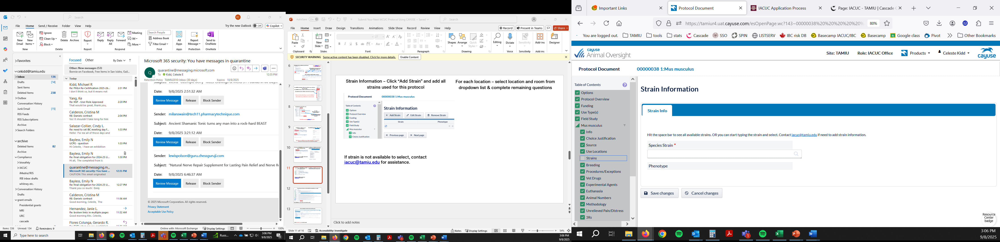 Search
KC
File Home Send / Receive Folder View Help
Try the new Outlook Off
Copilot
New Email
New Items
Ignore
Clean Up
Block
Delete
Archive
Report
Reply
Reply All
Forward
Meeting
IM
More
Search People
Address Book
Filter Email
All Apps
Report Message
Send to OneNote
New
Delete
Report
Respond
Find
Apps
Protection
OneNote
Favorites
cekidd@tamiu.edu
Inbox 136
Drafts [14]
Sent Items
Deleted Items 238
Outbox
Conversation History
Junk Email [15]
RSS Feeds
RSS Subscriptions
Archive
Search Folders
archive
Deleted Items 82
Archive
Compliance
biosafety
IACUC
iMedris/IRIS
IRB inbox drafts
whitney etc.
Conversation History
Drafts
grant emails
Presidential grants
MRI
URC
cascade
Focused Other By Date
Other: New messages (53)
Bonnie on Facebook, Free Items in San Isidro, Gail...
Today
Kidd, Michael R
Re: FMLA Re-Certification 2025-26... 2:31 PM
I don't think so, but it means not
Yang, Ke
Re: NSF - User Role Approved 2:20 PM
That would be great, thank you,
Calderon, Cristina M
RE: Daniels contract 2:04 PM
Yes! It shouldn't take long for him
Salazar-Collier, Cindy L.
Re: need to set IBC meeting day f... 1:33 PM
Hello! For me all of those days and
Bayless, Emily N
UCPG - question 1:33 PM
Hi Celeste, I have an exhibition
Bayless, Emily N
Re: final obligation for 2024-25 U... 1:30 PM
Hi all, The completed from is
quarantine@messaging.m...
Microsoft 365 security: You have ... 12:35 PM
CAUTION: This email originated
Bayless, Emily N
Re: final obligation for 2024-25 U... 12:27 PM
Thank you so much! Emily
Calderon, Cristina M
RE: Daniels contract 11:56 AM
Good morning, Celeste, The
Hernandez, Janie L.
Re: broken links in multiple pages 11:32 AM
Good morning Mrs. Celeste,
Flores Colunga, Gerardo R.
Microsoft 365 security: You have messages in quarantine
Q
quarantine@messaging.microsoft.com
To Kidd, Celeste E
12:35 PM
Retention Policy TAMIU2010-Inbox (30 days) Expires 10/8/2025
Date: 9/8/2025 2:51:32 AM
Review Message Release Block Sender
Sender: milanswain@tech11.pharmacytechnique.com
Subject: Ancient Shamanic Tonic turns any man into a rock-hard BEAST
Date: 9/8/2025 3:21:12 AM
Review Message Release Block Sender
Sender: lewispolson@guru.chessguruji.com
Subject: "Natural Nerve Repair Supplement for Lasting Pain Relief and Nerve R
Date: 9/8/2025 6:46:37 AM
Review Message Release Block Sender
© 2025 Microsoft Corporation. All rights reserved.
Privacy Statement
Acceptable Use Policy
Items: 336 Unread: 134 Reminders: 9
Online with: Microsoft Exchange Display Settings 100%
Type here to search
Russ...
3:06 PM
9/8/2025
AutoSave On
Submit Your Next IACUC Protocol Using CAYUSE • Saved
Search
File Home Insert Draw Design Transitions Animations Slide Show Record Review View Help
Record Present in Teams Share
Paste
New Slide
27
Shapes
Arrange
Quick Styles
Editing
Dictate
Sensitivity
Add-ins
Designer
Clipboard
Slides
Font
Paragraph
Drawing
Voice
Sensitivity
Add-ins
SECURITY WARNING Some active content has been disabled. Click for more details. Enable Content
6
7
8
9
10
11
12
13
Strain Information – Click “Add Strain” and add all
strains used for this protocol
For each location – select location and room from
dropdown list & complete remaining questions
Protocol Document 00000038 1:Mus musculus
Table of Contents
Options
Protocol Overview
Funding
Use Type(s)
Field Study
Mus musculus
Info
Choice Justification
Strain Information
Add Strain Edit Strain Remove Strain
Strain Phenotype
Previous page Next page
If strain is not available to select, contact
iacuc@tamiu.edu for assistance.
Click to add notes
Slide 11 of 16 Accessibility: Investigate Notes Display Settings 54%
3:06 PM
9/8/2025
Important Links
Protocol Document
IACUC Application Process
Page: IACUC - TAMIU | Cascade C
https://tamiur4.uat.cayuse.com/esOpenPage.wc?143~00000038%20%20%20%20%20%
80%
You are logged out. TAMIU tools stats Cascade SSO SPIN LISTSERV IBC risk DB Basecamp IACUC/IBC Basecamp Google class Pivot Other Bookmarks
cayuse
Animal Oversight
Site: TAMIU Role: IACUC Office Products Celeste Kidd
cayuse
Protocol Document 00000038 1:Mus musculus
Table of Contents
Options
Protocol Overview
Funding
Use Type(s)
Field Study
Mus musculus
Info
Choice Justification
Source
Use Locations
Strains
Breeding
Procedures/Exceptions
Vet Drugs
Experimental Agents
Euthanasia
Animal Numbers
Methodology
Unrelieved Pain/Distress
3Rs
Strain Information
Strain Info
Hit the space bar to see all available strains. OR you can start typing the strain and select. Contact iacuc@tamiu.edu if need to add strain information.
Species Strain *
Phenotype
Save changes Cancel changes
Resource
Center
badge
3:06 PM
9/8/2025